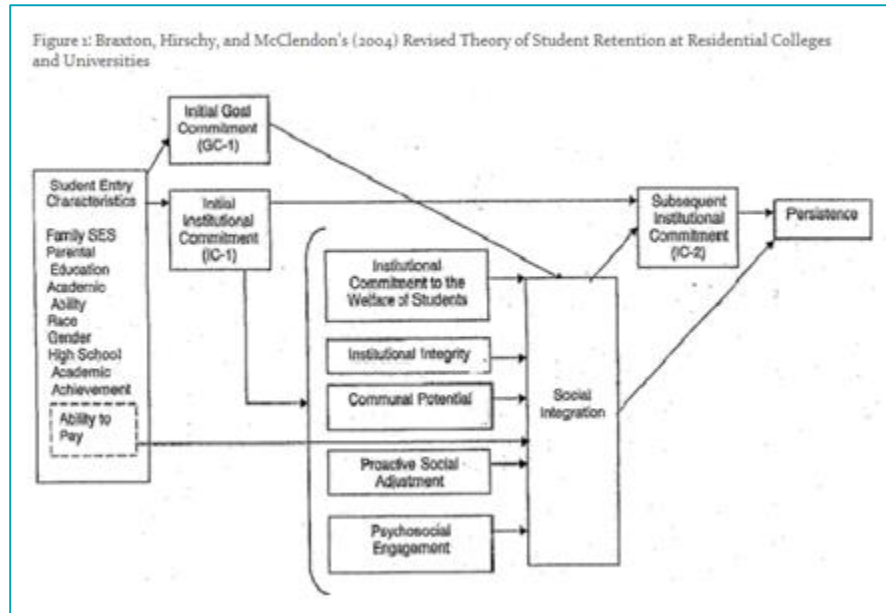 Figure 1: Braxton, Hirschy, and McClendon's (2004) Revised Theory of Student Retention at Residential Colleges
and Universities
Initial Goal
Commitment
(GC-1)
Student Entry
Characteristics
Family SES
Parental
Education
Academic
Ability
Race
Gender
High School
Academic
Achievement
Ability to
Pay
Initial
Institutional
Commitment
(IC-1)
Institutional
Commitment to the
Welfare of Students
Institutional Integrity
Communal Potential
Proactive Social
Adjustment
Psychosocial
Engagement
Social
Integration
Subsequent
Institutional
Commitment
(IC-2)
Persistence